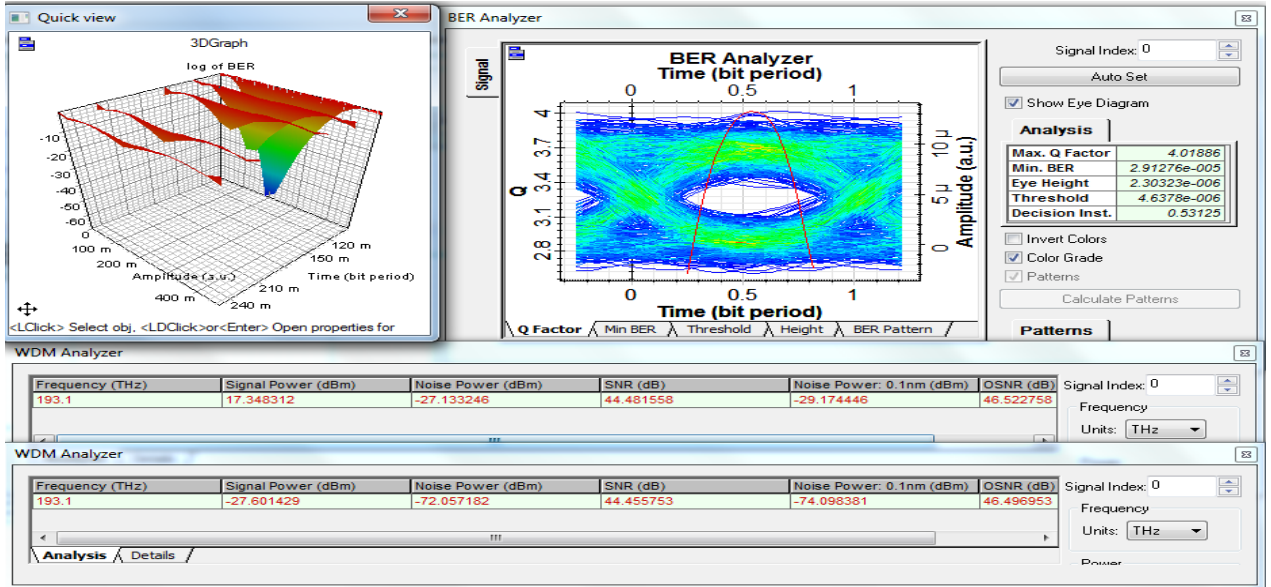 Quick view
3DGraph
log of BER
-10
-20
-30
-40
-50
-60
0
100 m
200 m
400 m
Amplitude (a.u.)
120 m
150 m
210 m
240 m
Time (bit period)
<LClick> Select obj, <LDClick>or<Enter> Open properties for
BER Analyzer
Signal
BER Analyzer
Time (bit period)
0 0.5 1
Q
4
3.7
3.4
3.1
2.8
10 µ
5 µ
0
Amplitude (a.u.)
0 0.5 1
Time (bit period)
Q Factor Min BER Threshold Height BER Pattern
Signal Index: 0
Auto Set
Show Eye Diagram
Analysis
Max. Q Factor 4.01886
Min. BER 2.91276e-005
Eye Height 2.30323e-006
Threshold 4.6378e-006
Decision Inst. 0.53125
Invert Colors
Color Grade
Patterns
Calculate Patterns
Patterns
WDM Analyzer
Frequency (THz) Signal Power (dBm) Noise Power (dBm) SNR (dB) Noise Power: 0.1nm (dBm) OSNR (dB)
193.1 17.348312 -27.133246 44.481558 -29.174446 46.522758
Signal Index: 0
Frequency
Units: THz
WDM Analyzer
Frequency (THz) Signal Power (dBm) Noise Power (dBm) SNR (dB) Noise Power: 0.1nm (dBm) OSNR (dB)
193.1 -27.601429 -72.057182 44.455753 -74.098381 46.496953
Analysis Details
Signal Index: 0
Frequency
Units: THz
Power